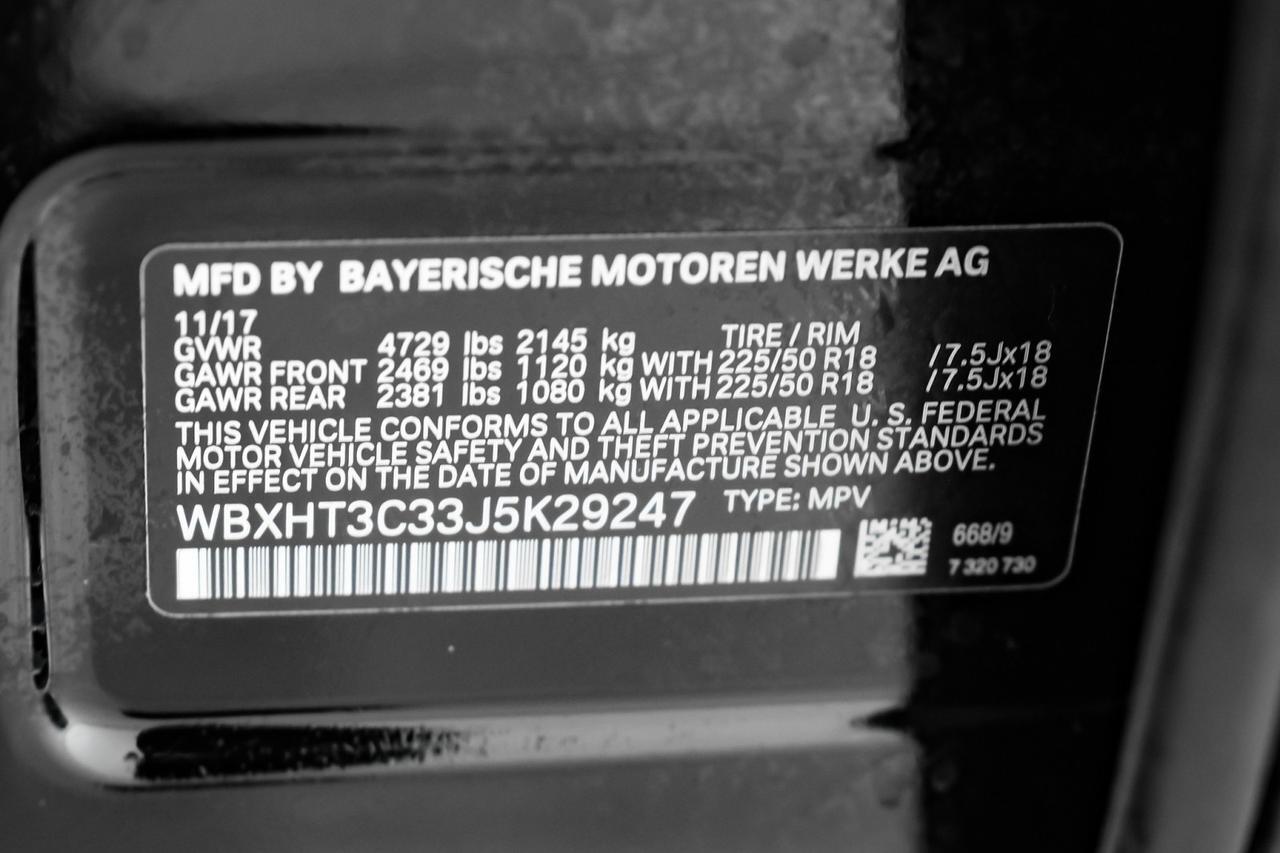 MFD BY BAYERISCHE MOTOREN WERKE AG
11/17 TIRE / RIM
GVWR 4729 lbs 2145 kg
GAWR FRONT 2469 lbs 1120 kg WITH 225/50 R18 /7.5Jx18
GAWR REAR 2381 lbs 1080 kg WITH 225/50 R18 /7.5Jx18
THIS VEHICLE CONFORMS TO ALL APPLICABLE U. S. FEDERAL
MOTOR VEHICLE SAFETY AND THEFT PREVENTION STANDARDS
IN EFFECT ON THE DATE OF MANUFACTURE SHOWN ABOVE.
WBXHT3C33J5K29247 TYPE: MPV
668/9
7 320 730